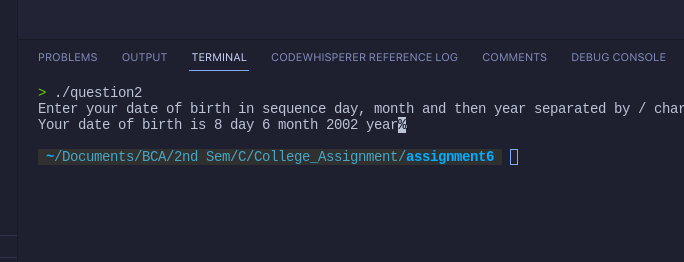 PROBLEMS OUTPUT TERMINAL CODEWHISPERER REFERENCE LOG COMMENTS DEBUG CONSOLE
> ./question2
Enter your date of birth in sequence day, month and then year separated by / char
Your date of birth is 8 day 6 month 2002 year%
~/Documents/BCA/2nd Sem/C/College_Assignment/assignment6